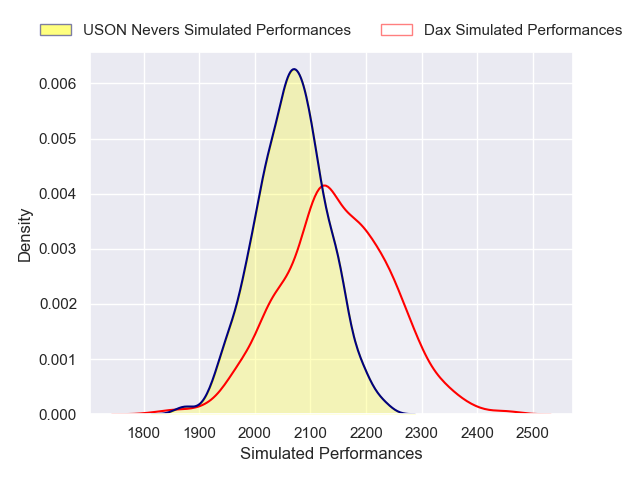 USON Nevers Simulated Performances
Dax Simulated Performances
0.006
0.005
0.004
0.003
0.002
0.001
0.000
Density
1800 1900 2000 2100 2200 2300 2400 2500
Simulated Performances